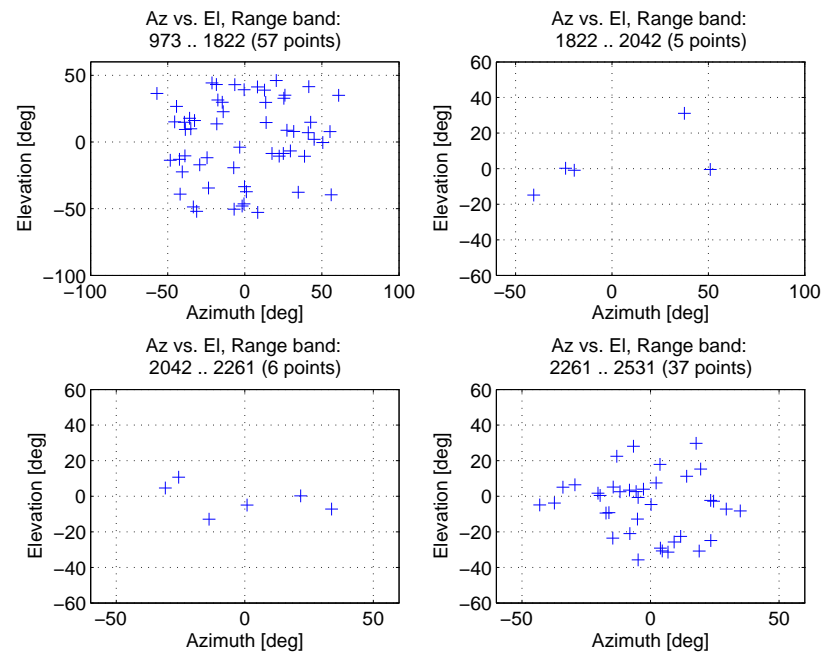 Az vs. El, Range band:
973 .. 1822 (57 points)
50
0
−50
−100
−100
−50
0
50
100
Elevation [deg]
Azimuth [deg]
Az vs. El, Range band:
1822 .. 2042 (5 points)
60
40
20
0
−20
−40
−60
−50
0
50
100
Elevation [deg]
Azimuth [deg]
Az vs. El, Range band:
2042 .. 2261 (6 points)
60
40
20
0
−20
−40
−60
−50
0
50
Elevation [deg]
Azimuth [deg]
Az vs. El, Range band:
2261 .. 2531 (37 points)
60
40
20
0
−20
−40
−60
−50
0
50
Elevation [deg]
Azimuth [deg]